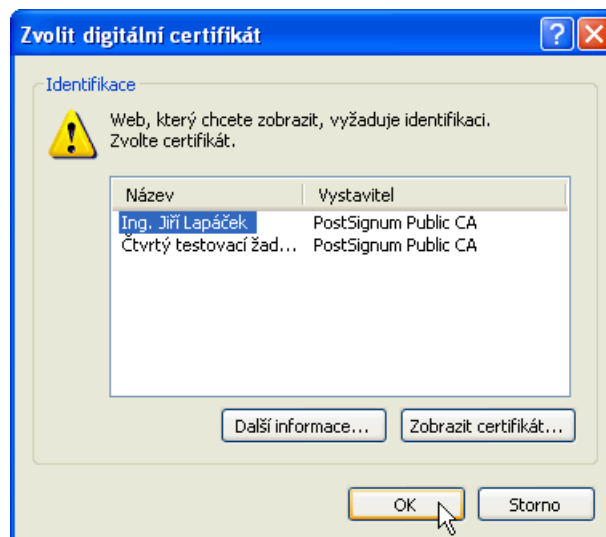 Zvolit digitální certifikát
Identifikace
Web, který chcete zobrazit, vyžaduje identifikaci.
Zvolte certifikát.
Název Vystavitel
Ing. Jiří Lapáček PostSignum Public CA
Čtvrtý testovací žad... PostSignum Public CA
Další informace... Zobrazit certifikát...
OK Storno